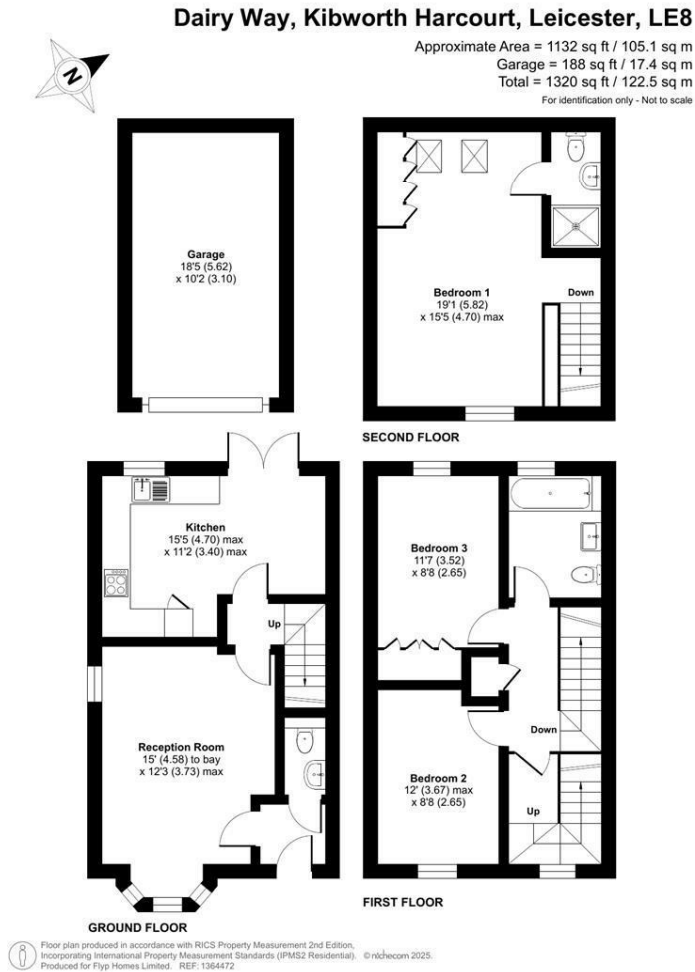 Dairy Way, Kibworth Harcourt, Leicester, LE8
Approximate Area = 1132 sq ft / 105.1 sq m
Garage = 188 sq ft / 17.4 sq m
Total = 1320 sq ft / 122.5 sq m
For identification only - Not to scale
N
Garage
18'5 (5.62)
x 10'2 (3.10)
Bedroom 1
19'1 (5.82)
x 15'5 (4.70) max
Down
SECOND FLOOR
Kitchen
15'5 (4.70) max
x 11'2 (3.40) max
Up
Reception Room
15' (4.58) to bay
x 12'3 (3.73) max
GROUND FLOOR
Bedroom 3
11'7 (3.52)
x 8'8 (2.65)
Down
Bedroom 2
12' (3.67) max
x 8'8 (2.65)
Up
FIRST FLOOR
Floor plan produced in accordance with RICS Property Measurement 2nd Edition,
Incorporating International Property Measurement Standards (IPMS2 Residential). © nichecom 2025.
Produced for Flyp Homes Limited. REF: 1364472